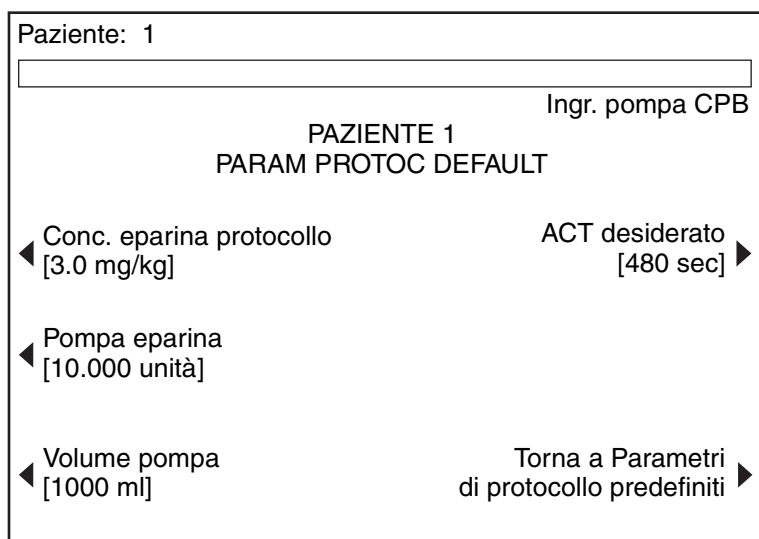 Paziente: 1
Ingr. pompa CPB
PAZIENTE 1
PARAM PROTOC DEFAULT
Conc. eparina protocollo
[3.0 mg/kg]
ACT desiderato
[480 sec]
Pompa eparina
[10.000 unità]
Volume pompa
[1000 ml]
Torna a Parametri
di protocollo predefiniti